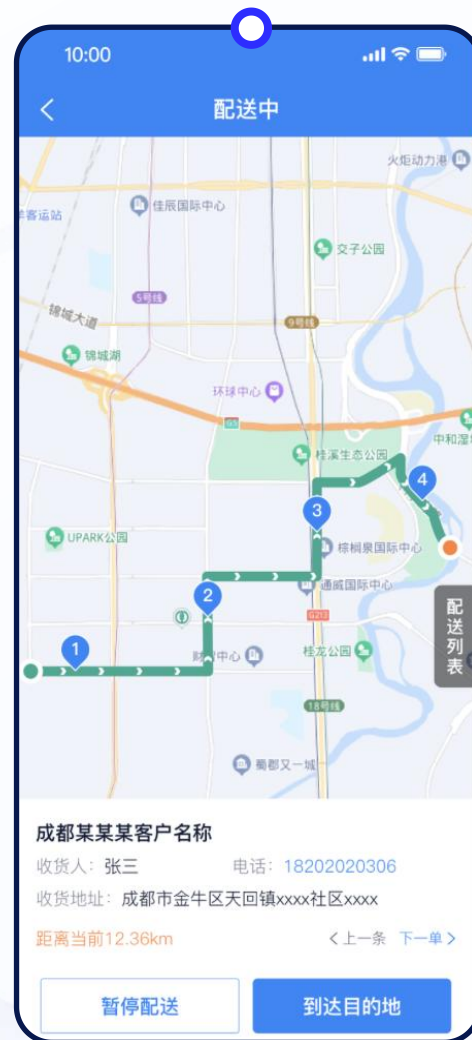 10:00
配送中
火炬动力港
佳辰国际中心
客运站
交子公园
5号线
锦城大道
9号线
锦城湖
环球中心
G5
中和湿
桂溪生态公园
4
3
UPARK公园
棕榈泉国际中心
通威国际中心
2
配送列表
G213
1
中心
桂龙公园
18号线
蜀郡又一城
成都某某某客户名称
收货人：张三 电话：18202020306
收货地址：成都市金牛区天回镇xxxx社区xxxx
距离当前12.36km <上一条 下一单>
暂停配送 到达目的地